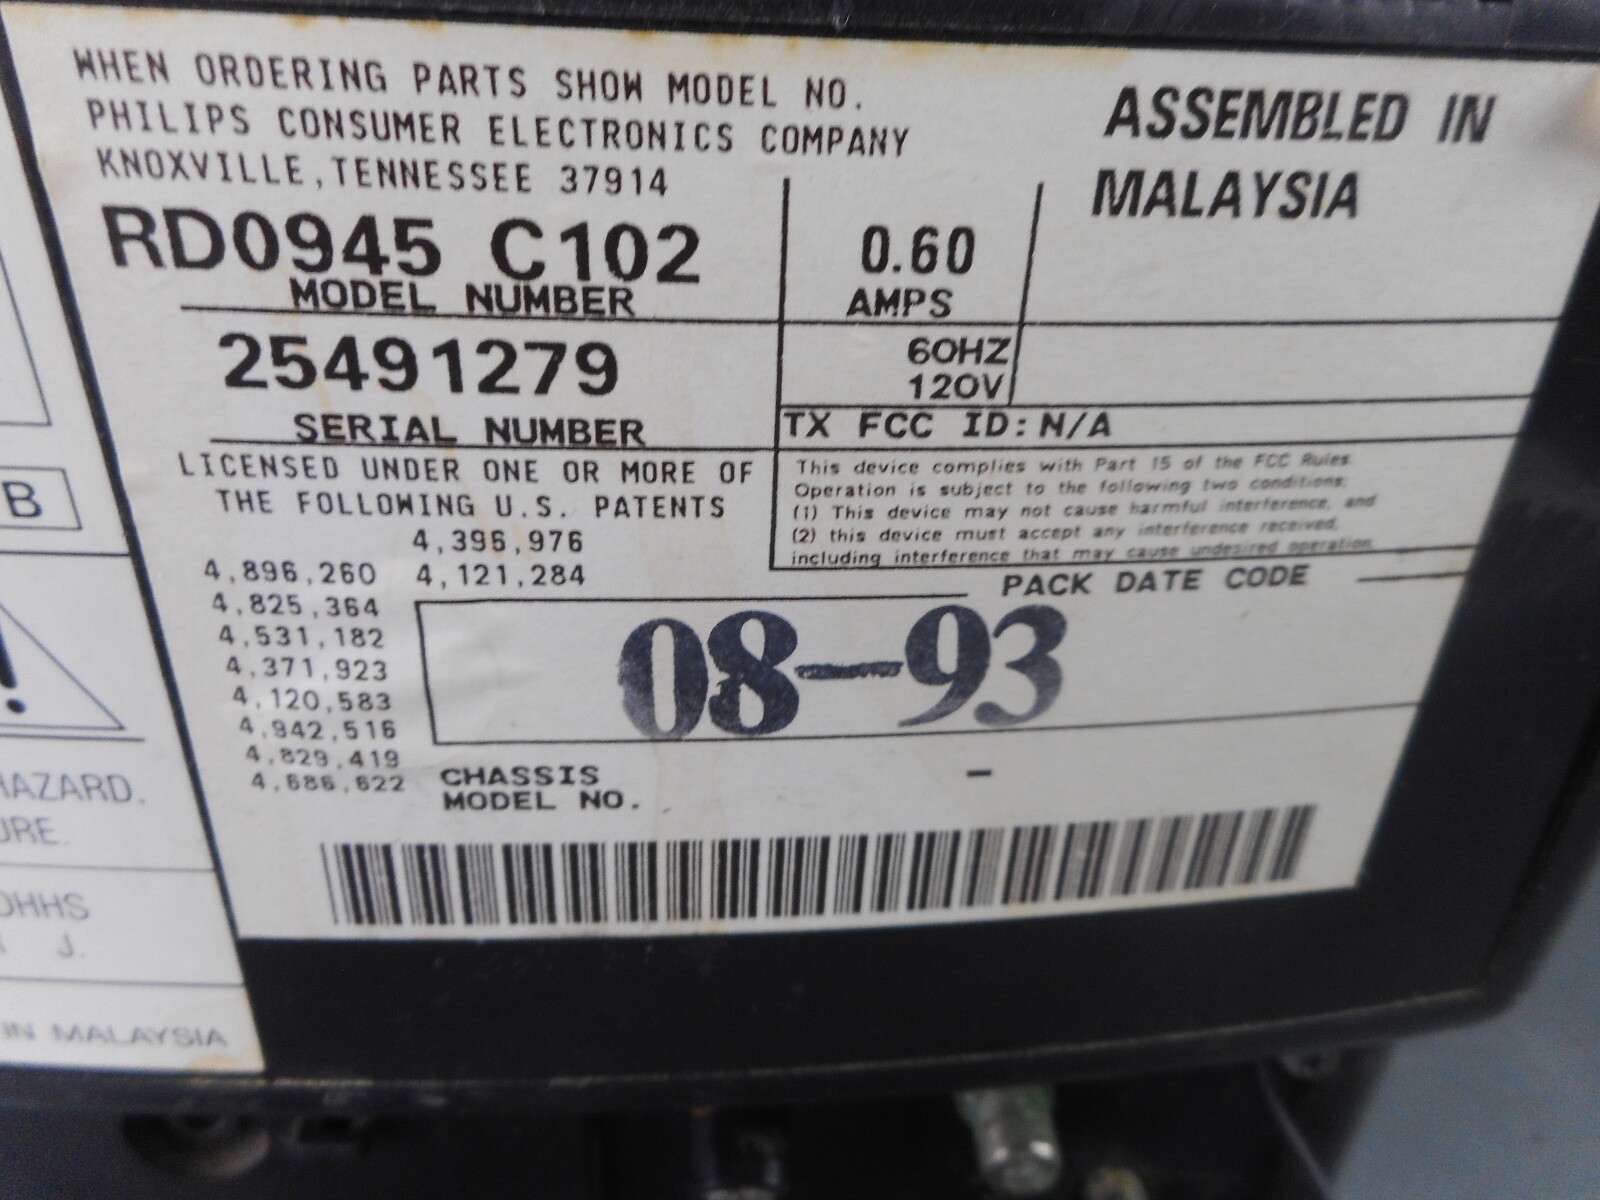 WHEN ORDERING PARTS SHOW MODEL NO.
PHILIPS CONSUMER ELECTRONICS COMPANY
KNOXVILLE, TENNESSEE 37914
RD0945 C102
MODEL NUMBER
0.60
AMPS
ASSEMBLED IN
MALAYSIA
25491279
SERIAL NUMBER
60HZ
120V
TX FCC ID: N/A
LICENSED UNDER ONE OR MORE OF
THE FOLLOWING U.S. PATENTS
4,396,976
4,896,260 4,121,284
4,825,364
4,531,182
4,371,923
4,120,583
4,942,516
4,829,419
4,686,622
This device complies with Part 15 of the FCC Rules.
Operation is subject to the following two conditions:
(1) This device may not cause harmful interference, and
(2) this device must accept any interference received,
including interference that may cause undesired operation.
PACK DATE CODE
08-93
CHASSIS
MODEL NO.
-
B
!
HAZARD.
URE.
DHHS
J.
IN MALAYSIA